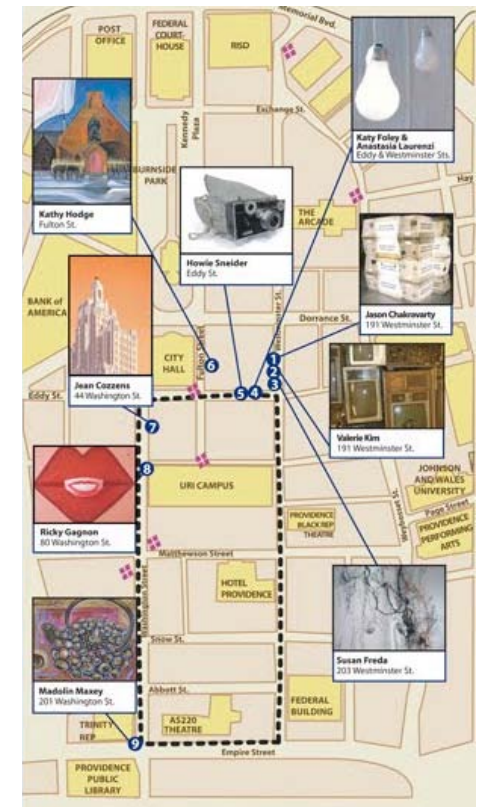 Memorial Blvd.
POST
OFFICE
FEDERAL
COURT-
HOUSE
RISD
Exchange St.
Kennedy
Plaza
BURNSIDE
PARK
Katy Foley &
Anastasia Laurenzi
Eddy & Westminster Sts.
Hay
THE
ARCADE
Kathy Hodge
Fulton St.
Howie Sneider
Eddy St.
Jason Chakravarty
191 Westminster St.
BANK of
AMERICA
Westminster St.
Dorrance St.
Fulton Street
CITY
HALL
6
1
2
3
5
4
Jean Cozzens
44 Washington St.
Eddy St.
7
Valerie Kim
191 Westminster St.
8
URI CAMPUS
JOHNSON
AND WALES
UNIVERSITY
Page Street
Weybosset St.
PROVIDENCE
BLACK REP
THEATRE
PROVIDENCE
PERFORMING
ARTS
Ricky Gagnon
80 Washington St.
Matthewson Street
Washington Street
HOTEL
PROVIDENCE
Snow St.
Susan Freda
203 Westminster St.
Madolin Maxey
201 Washington St.
Abbott St.
FEDERAL
BUILDING
TRINITY
REP
AS220
THEATRE
9
Empire Street
PROVIDENCE
PUBLIC
LIBRARY